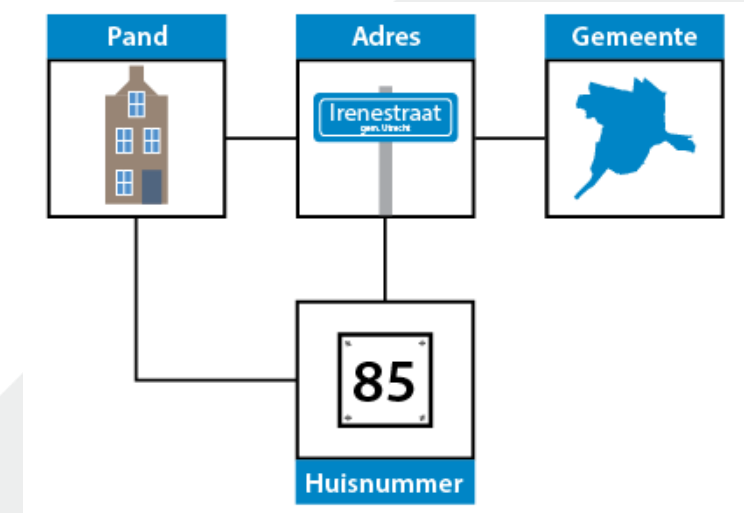 Pand
Adres
Gemeente
Irenestraat
gem. Utrecht
85
Huisnummer